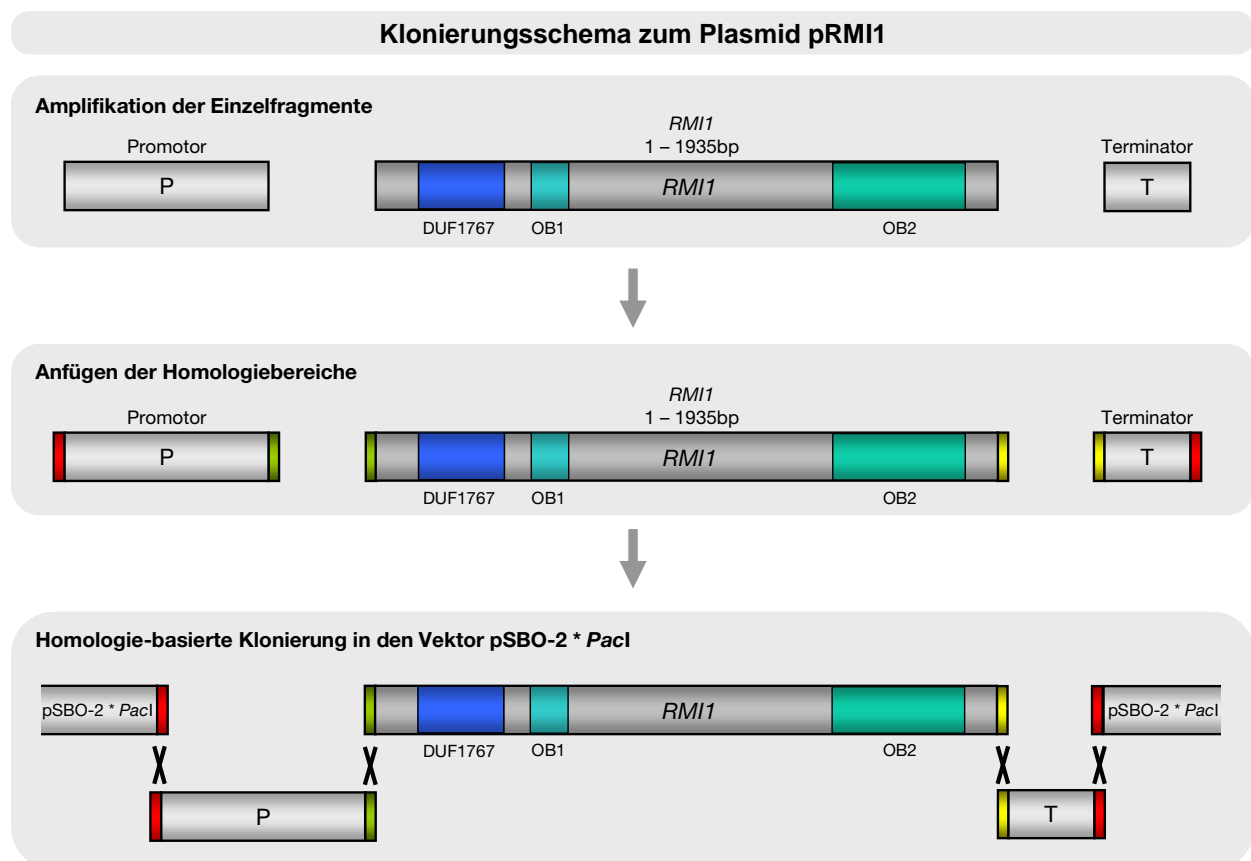 Klonierungsschema zum Plasmid pRMI1
Amplifikation der Einzelfragmente
RMI1
Promotor 1 – 1935bp Terminator
P RMI1 T
DUF1767 OB1 OB2
Anfügen der Homologiebereiche
RMI1
Promotor 1 – 1935bp Terminator
P RMI1 T
DUF1767 OB1 OB2
Homologie-basierte Klonierung in den Vektor pSBO-2 * PacI
pSBO-2 * PacI RMI1 pSBO-2 * PacI
DUF1767 OB1 OB2
P T